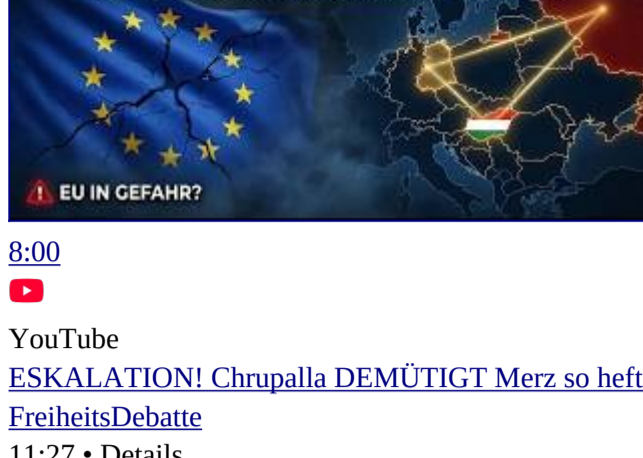 EU IN GEFAHR?
8:00
YouTube
ESKALATION! Chrupalla DEMÜTIGT Merz so heft
FreiheitsDebatte
11:27 • Details